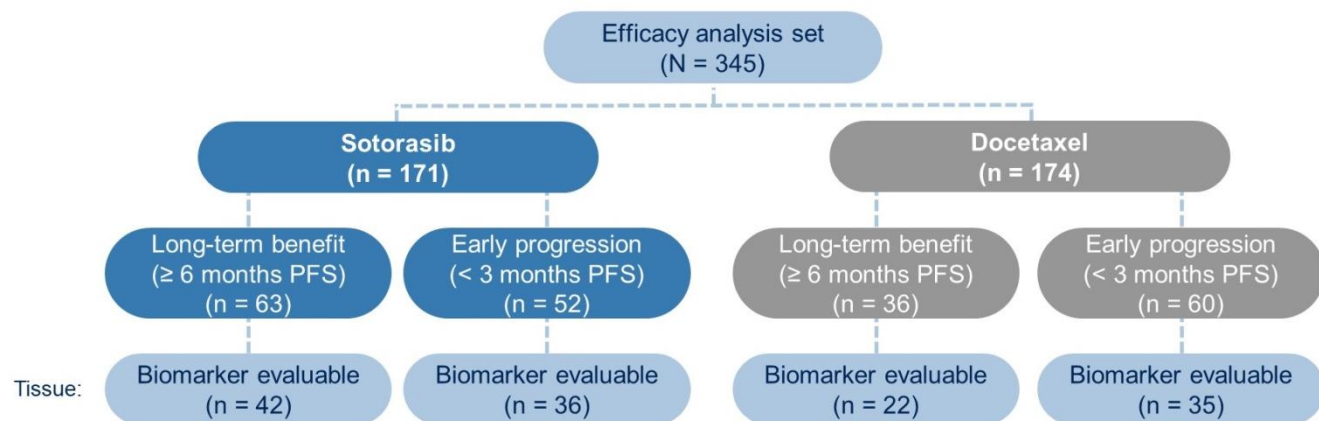 Efficacy analysis set
(N = 345)
Sotorasib
(n = 171)
Docetaxel
(n = 174)
Long-term benefit
(≥ 6 months PFS)
(n = 63)
Early progression
(< 3 months PFS)
(n = 52)
Long-term benefit
(≥ 6 months PFS)
(n = 36)
Early progression
(< 3 months PFS)
(n = 60)
Tissue:
Biomarker evaluable
(n = 42)
Biomarker evaluable
(n = 36)
Biomarker evaluable
(n = 22)
Biomarker evaluable
(n = 35)